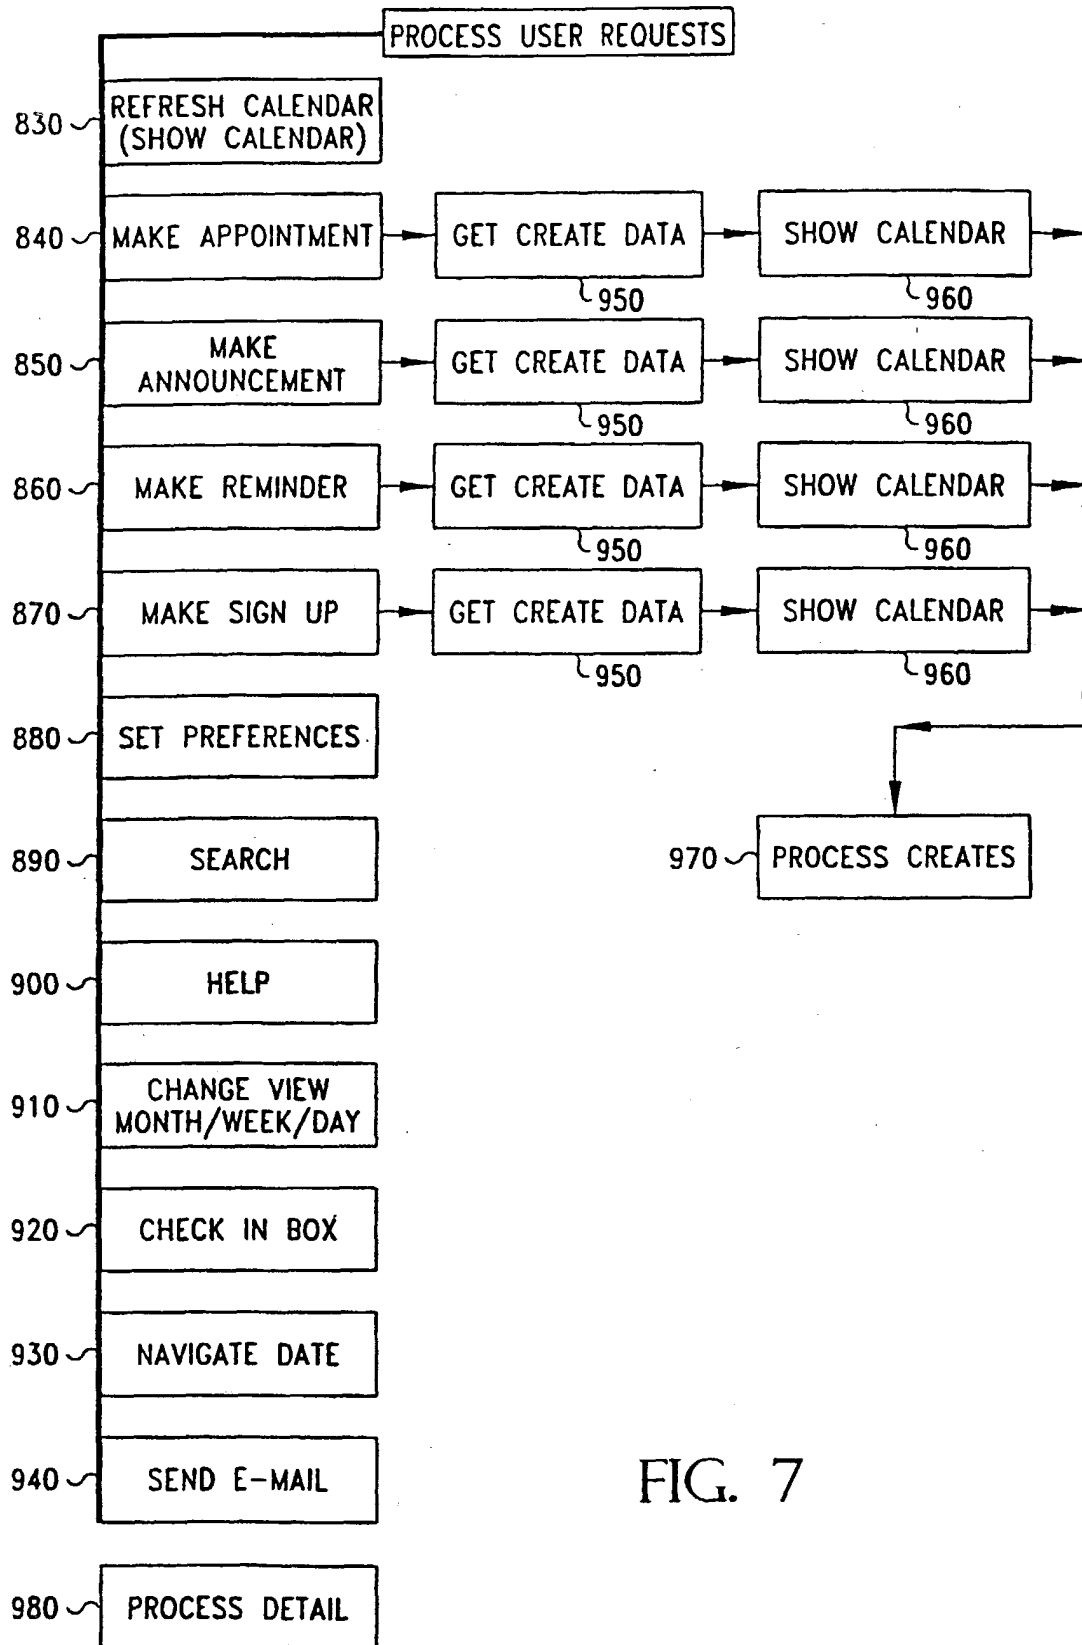 PROCESS USER REQUESTS
830
REFRESH CALENDAR
(SHOW CALENDAR)
840
MAKE APPOINTMENT
GET CREATE DATA
SHOW CALENDAR
950
960
850
MAKE
ANNOUNCEMENT
GET CREATE DATA
SHOW CALENDAR
950
960
860
MAKE REMINDER
GET CREATE DATA
SHOW CALENDAR
950
960
870
MAKE SIGN UP
GET CREATE DATA
SHOW CALENDAR
950
960
880
SET PREFERENCES
890
SEARCH
970
PROCESS CREATES
900
HELP
910
CHANGE VIEW
MONTH/WEEK/DAY
920
CHECK IN BOX
930
NAVIGATE DATE
940
SEND E-MAIL
FIG. 7
980
PROCESS DETAIL